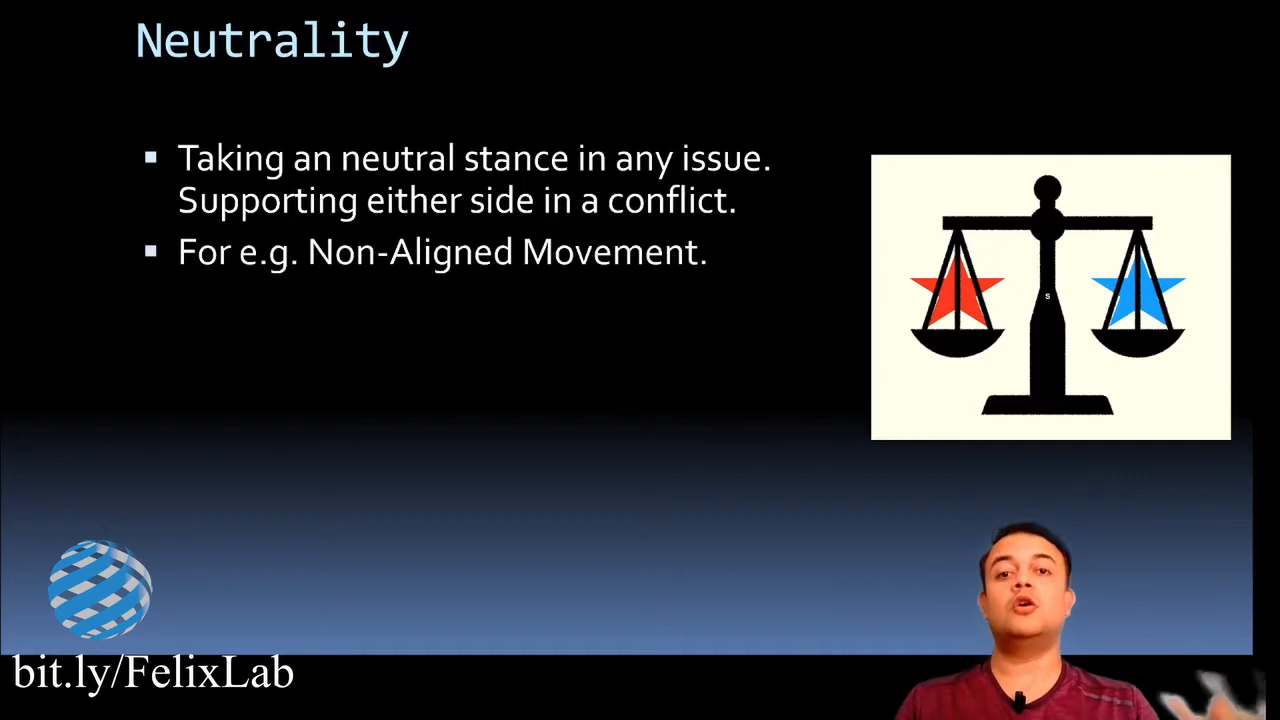 Neutrality
▪ Taking an neutral stance in any issue.
Supporting either side in a conflict.
▪ For e.g. Non-Aligned Movement.
S
bit.ly/FelixLab